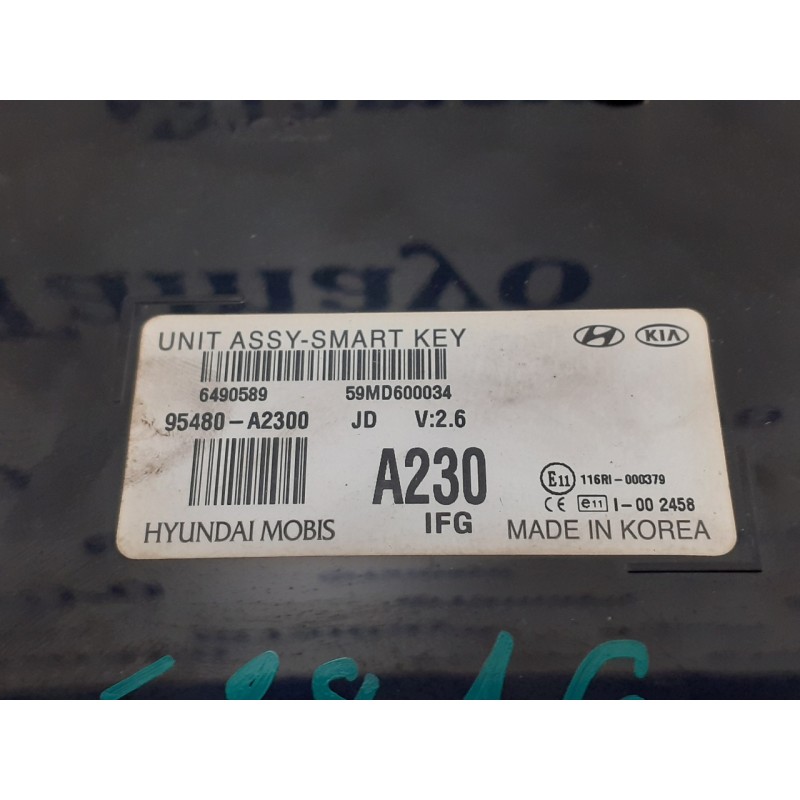 UNIT ASSY-SMART KEY
KIA
6490589 59MD600034
95480-A2300 JD V:2.6
A230
E11 116RI-000379
CE e11 I-00 2458
HYUNDAI MOBIS IFG MADE IN KOREA